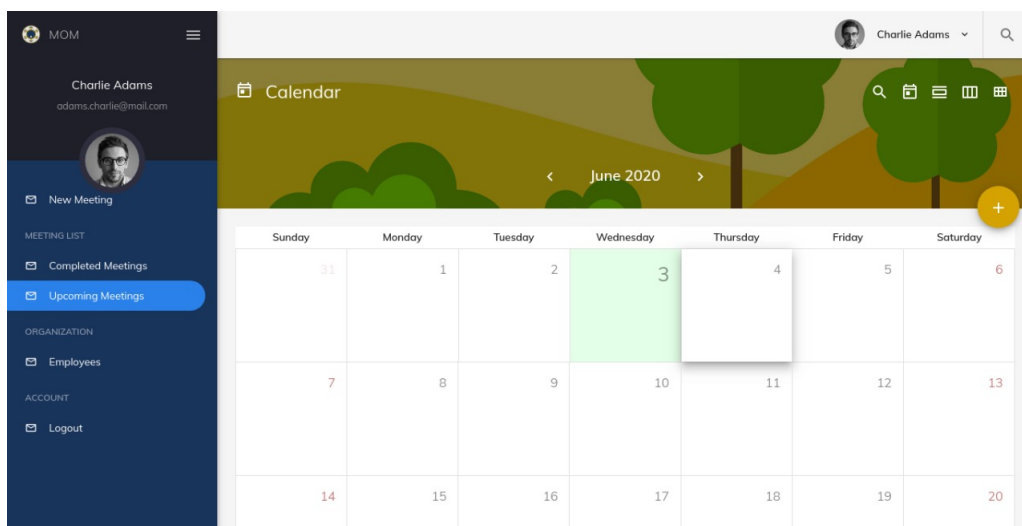 MOM
Charlie Adams
Charlie Adams
adams.charlie@mail.com
New Meeting
MEETING LIST
Completed Meetings
Upcoming Meetings
ORGANIZATION
Employees
ACCOUNT
Logout
Calendar
June 2020
Sunday Monday Tuesday Wednesday Thursday Friday Saturday
31 1 2 3 4 5 6
7 8 9 10 11 12 13
14 15 16 17 18 19 20